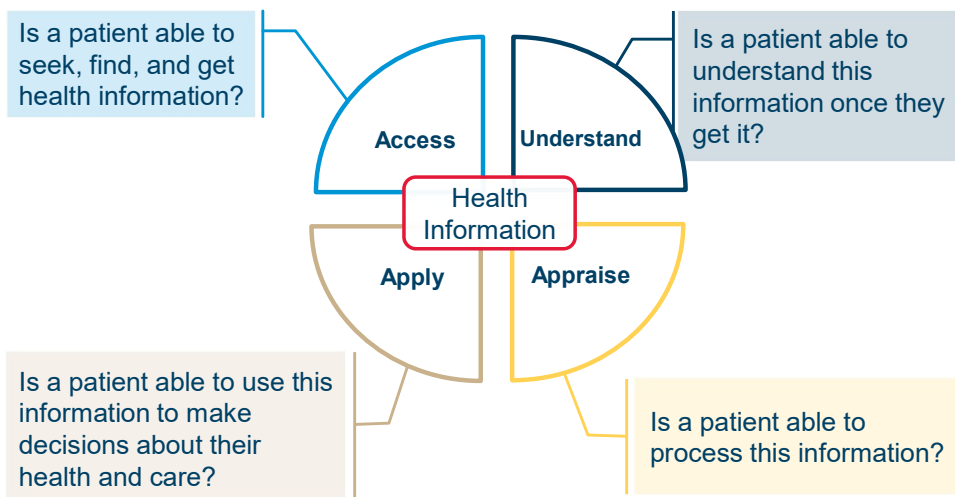 Is a patient able to
seek, find, and get
health information?
Is a patient able to
understand this
information once they
get it?
Access
Understand
Health
Information
Apply
Appraise
Is a patient able to use this
information to make
decisions about their
health and care?
Is a patient able to
process this information?